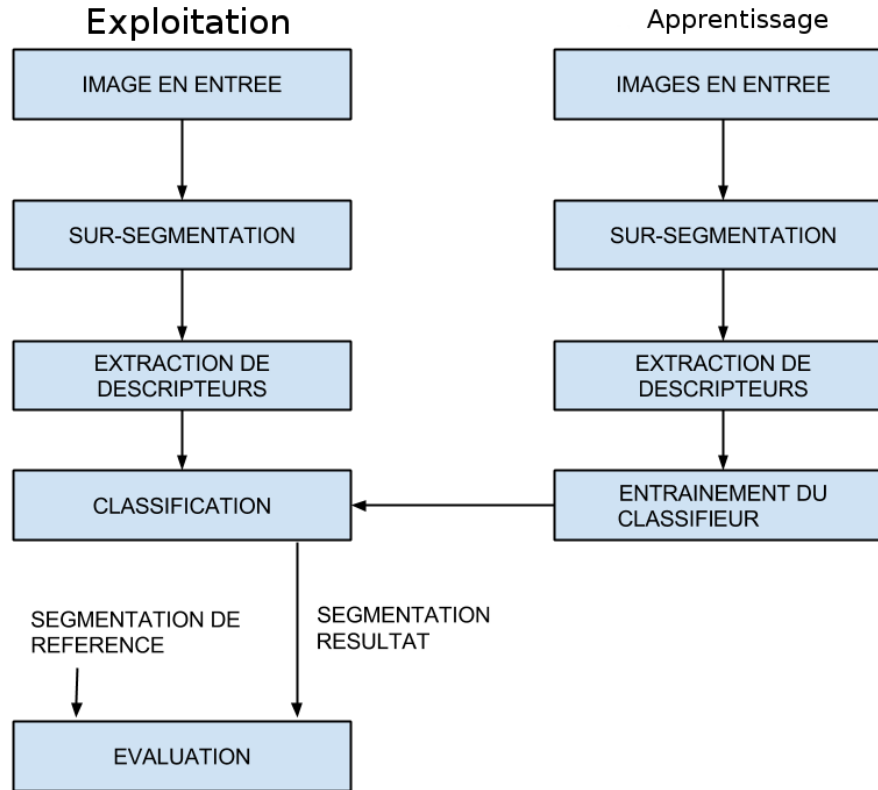 Exploitation
IMAGE EN ENTREE
SUR-SEGMENTATION
EXTRACTION DE
DESCRIPTEURS
CLASSIFICATION
SEGMENTATION DE
REFERENCE
SEGMENTATION
RESULTAT
EVALUATION
Apprentissage
IMAGES EN ENTREE
SUR-SEGMENTATION
EXTRACTION DE
DESCRIPTEURS
ENTRAINEMENT DU
CLASSIFIEUR